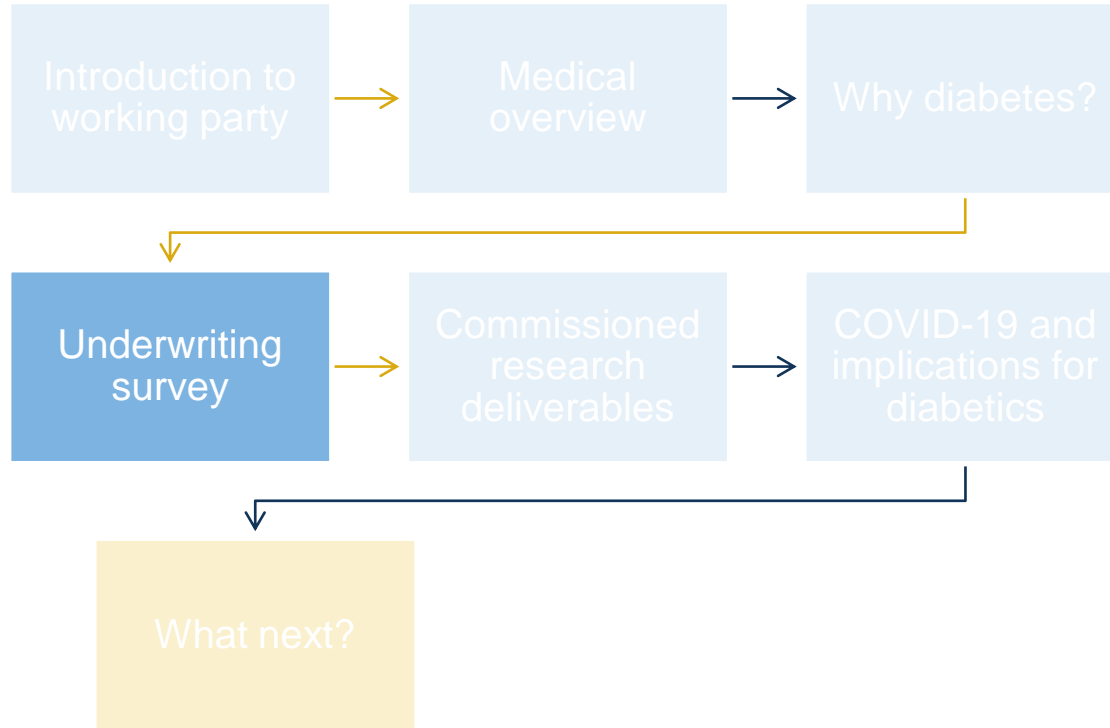 Introduction to
working party
Medical
overview
Why diabetes?
Underwriting
survey
Commissioned
research
deliverables
COVID-19 and
implications for
diabetics
What next?